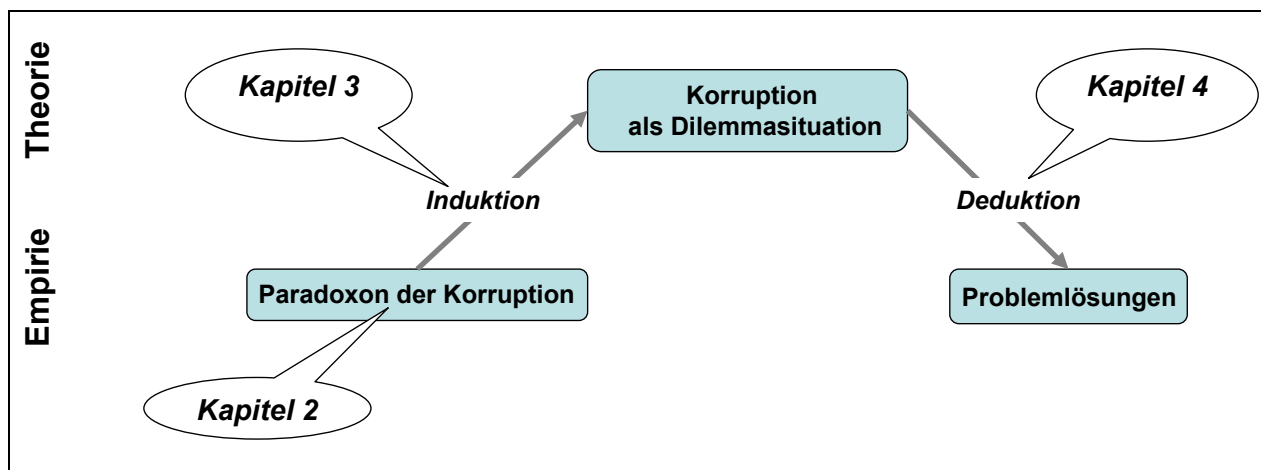 Theorie
Kapitel 3
Korruption
als Dilemmasituation
Kapitel 4
Induktion
Deduktion
Empirie
Paradoxon der Korruption
Problemlösungen
Kapitel 2